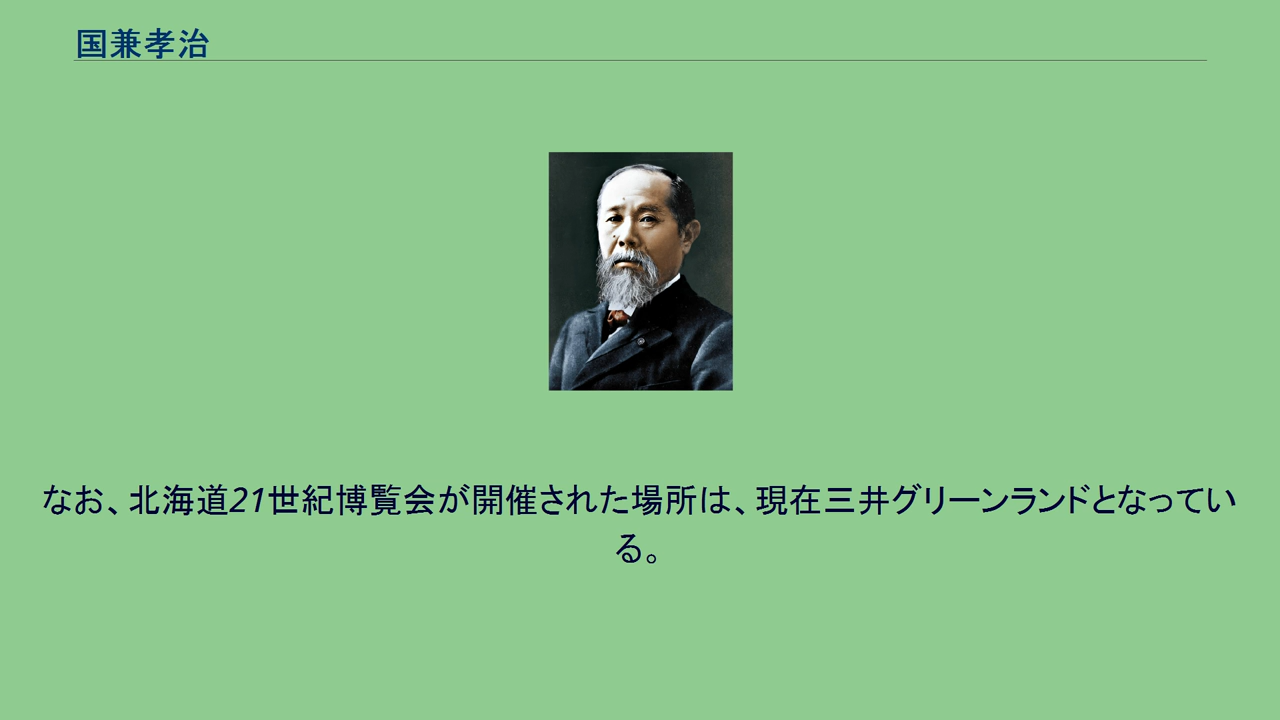 国兼孝治
なお、北海道21世紀博覧会が開催された場所は、現在三井グリーンランドとなってい
る。